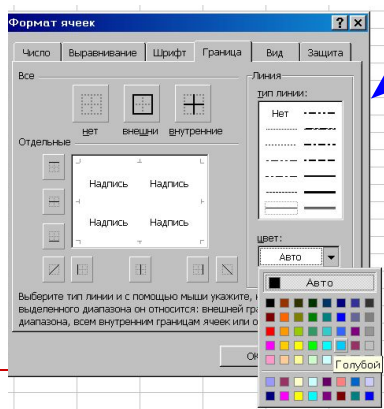 Формат ячеек
Число Выравнивание Шрифт Граница Вид Защита
Все
нет внешни внутренние
Отдельные
Надпись Надпись
Надпись Надпись
Линия
тип линии:
Нет
цвет:
Авто
Авто
Голубой
Выберите тип линии и с помощью мыши укажите,
выделенного диапазона он относится: внешней гра
диапазона, всем внутренним границам ячеек или о
ОК